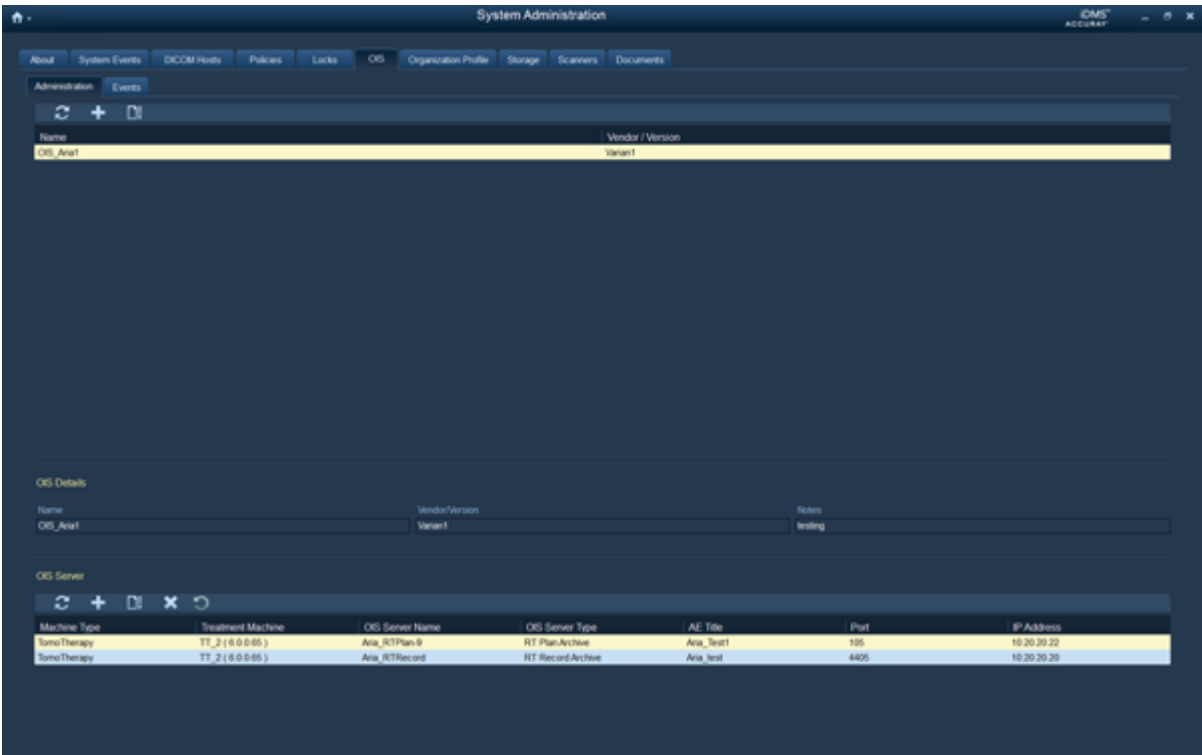 System Administration
iDMS™
ACCURAY
About System Events DICOM Hosts Policies Locks OIS Organization Profile Storage Scanners Documents
Administration Events
Name Vendor / Version
OIS_Aria1 Varian1
OIS Details
Name Vendor/Version Notes
OIS_Aria1 Varian1 testing
OIS Server
Machine Type Treatment Machine OIS Server Name OIS Server Type AE Title Port IP Address
TomoTherapy TT_2 ( 6.0.0.65 ) Aria_RTPlan-9 RT Plan Archive Aria_Test1 105 10.20.20.22
TomoTherapy TT_2 ( 6.0.0.65 ) Aria_RTRecord RT Record Archive Aria_test 4405 10.20.20.20